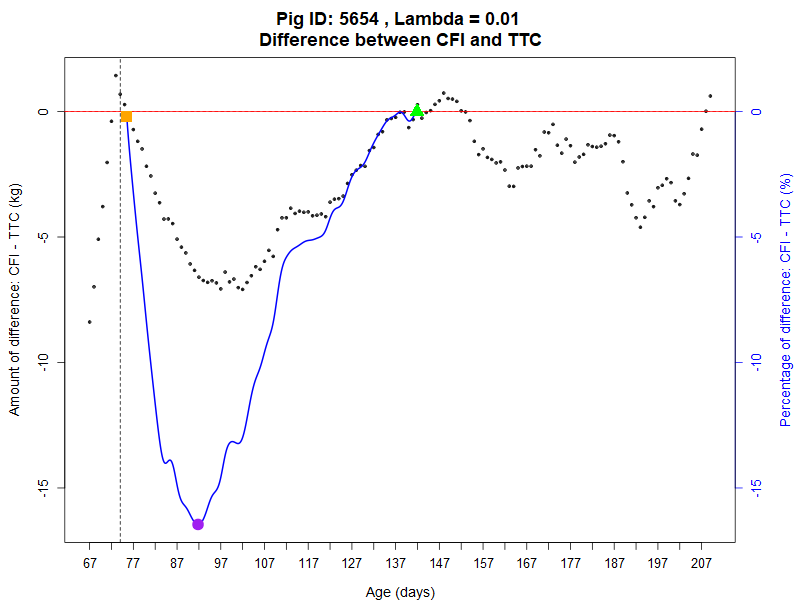 Pig ID: 5654 , Lambda = 0.01
Difference between CFI and TTC
Amount of difference: CFI - TTC (kg)
0
-5
-10
-15
0
-5
-10
-15
Percentage of difference: CFI - TTC (%)
67 77 87 97 107 117 127 137 147 157 167 177 187 197 207
Age (days)